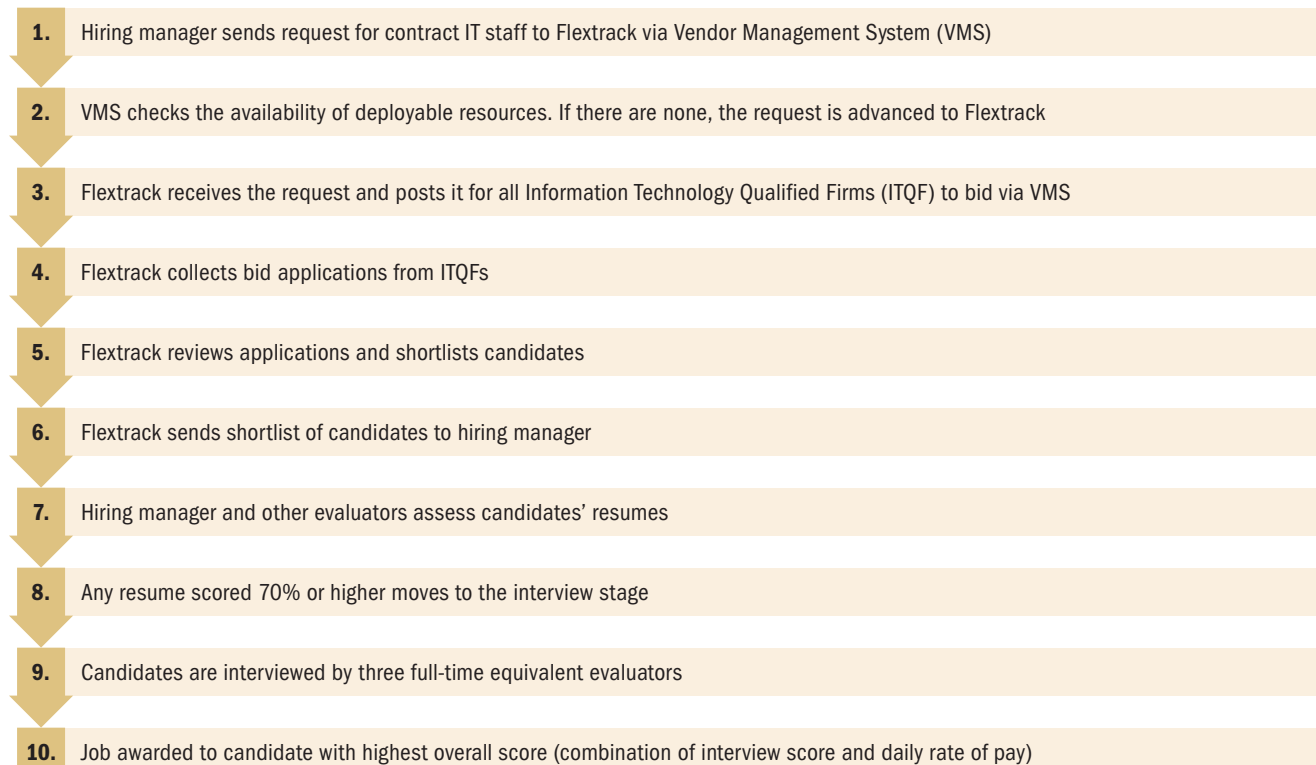 1. Hiring manager sends request for contract IT staff to Flextrack via Vendor Management System (VMS)
2. VMS checks the availability of deployable resources. If there are none, the request is advanced to Flextrack
3. Flextrack receives the request and posts it for all Information Technology Qualified Firms (ITQF) to bid via VMS
4. Flextrack collects bid applications from ITQFs
5. Flextrack reviews applications and shortlists candidates
6. Flextrack sends shortlist of candidates to hiring manager
7. Hiring manager and other evaluators assess candidates’ resumes
8. Any resume scored 70% or higher moves to the interview stage
9. Candidates are interviewed by three full-time equivalent evaluators
10. Job awarded to candidate with highest overall score (combination of interview score and daily rate of pay)